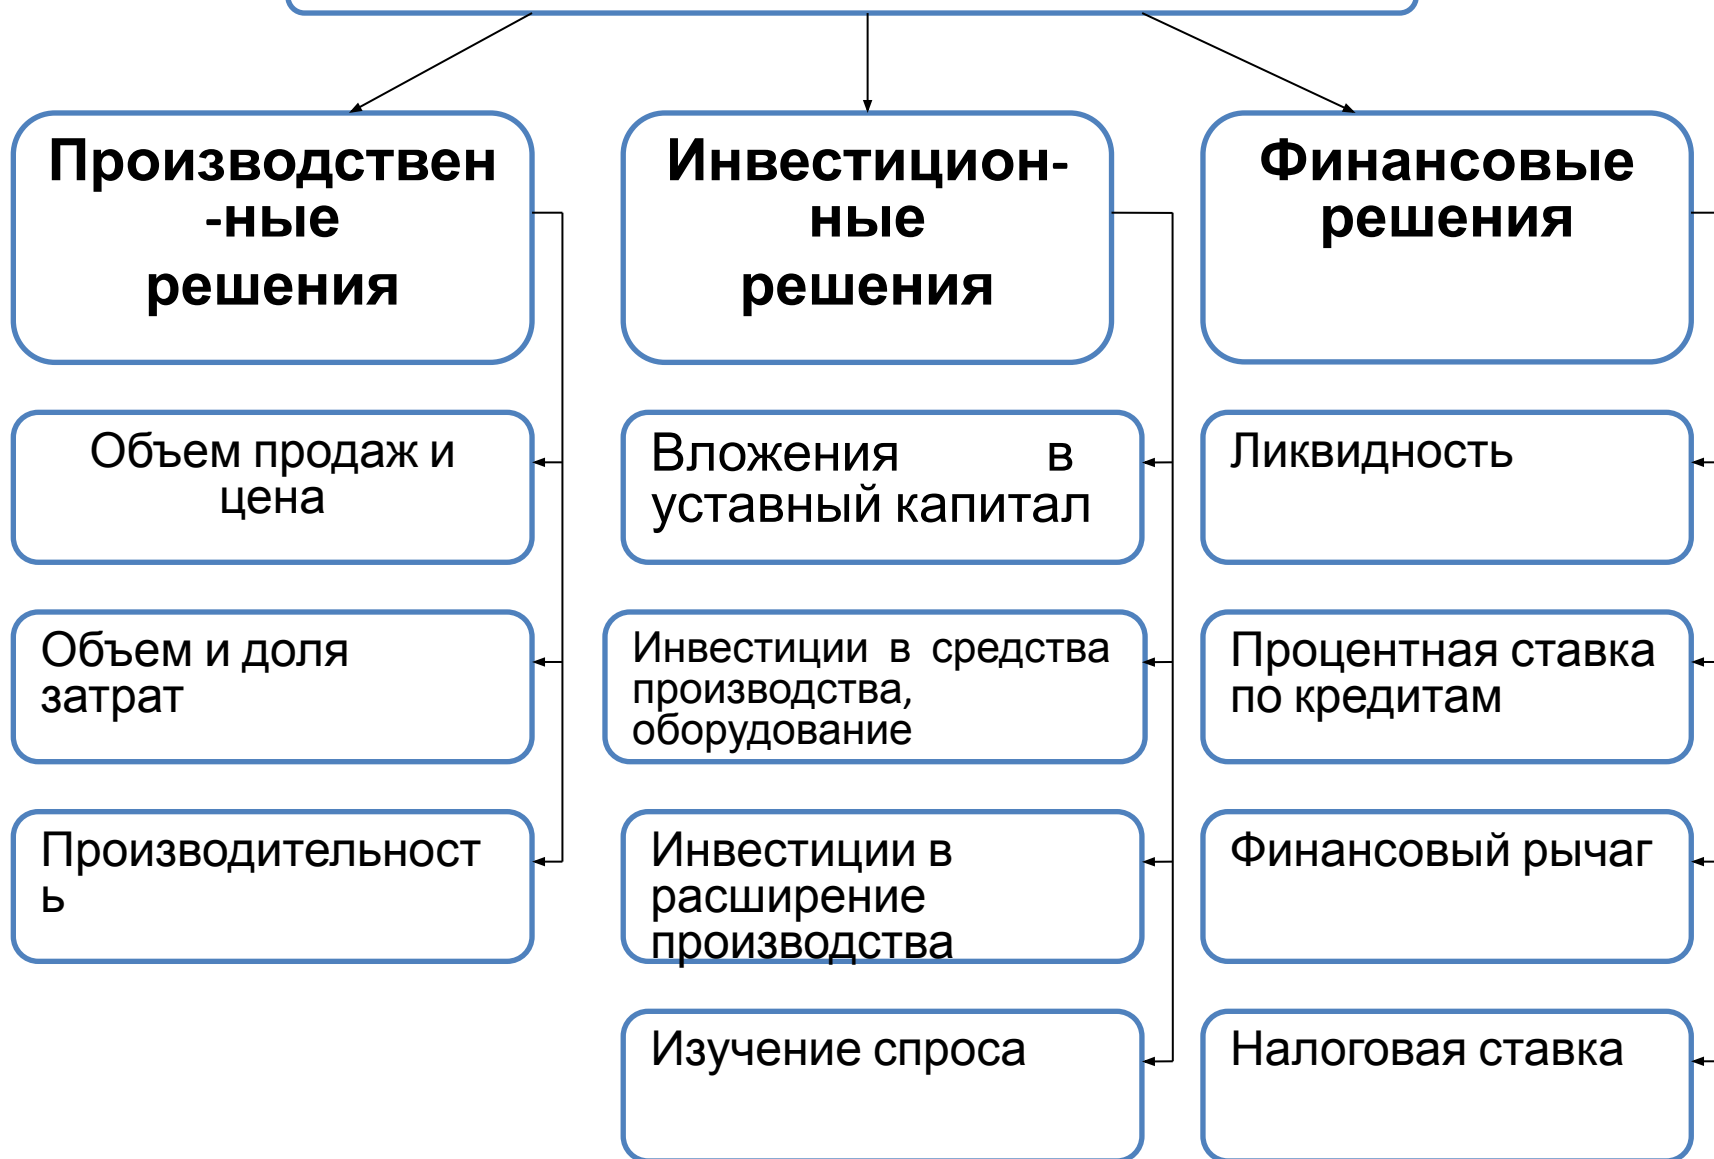 Производствен
-ные
решения
Объем продаж и
цена
Объем и доля
затрат
Производительност
ь
Инвестицион-
ные
решения
Вложения в
уставный капитал
Инвестиции в средства
производства,
оборудование
Инвестиции в
расширение
производства
Изучение спроса
Финансовые
решения
Ликвидность
Процентная ставка
по кредитам
Финансовый рычаг
Налоговая ставка